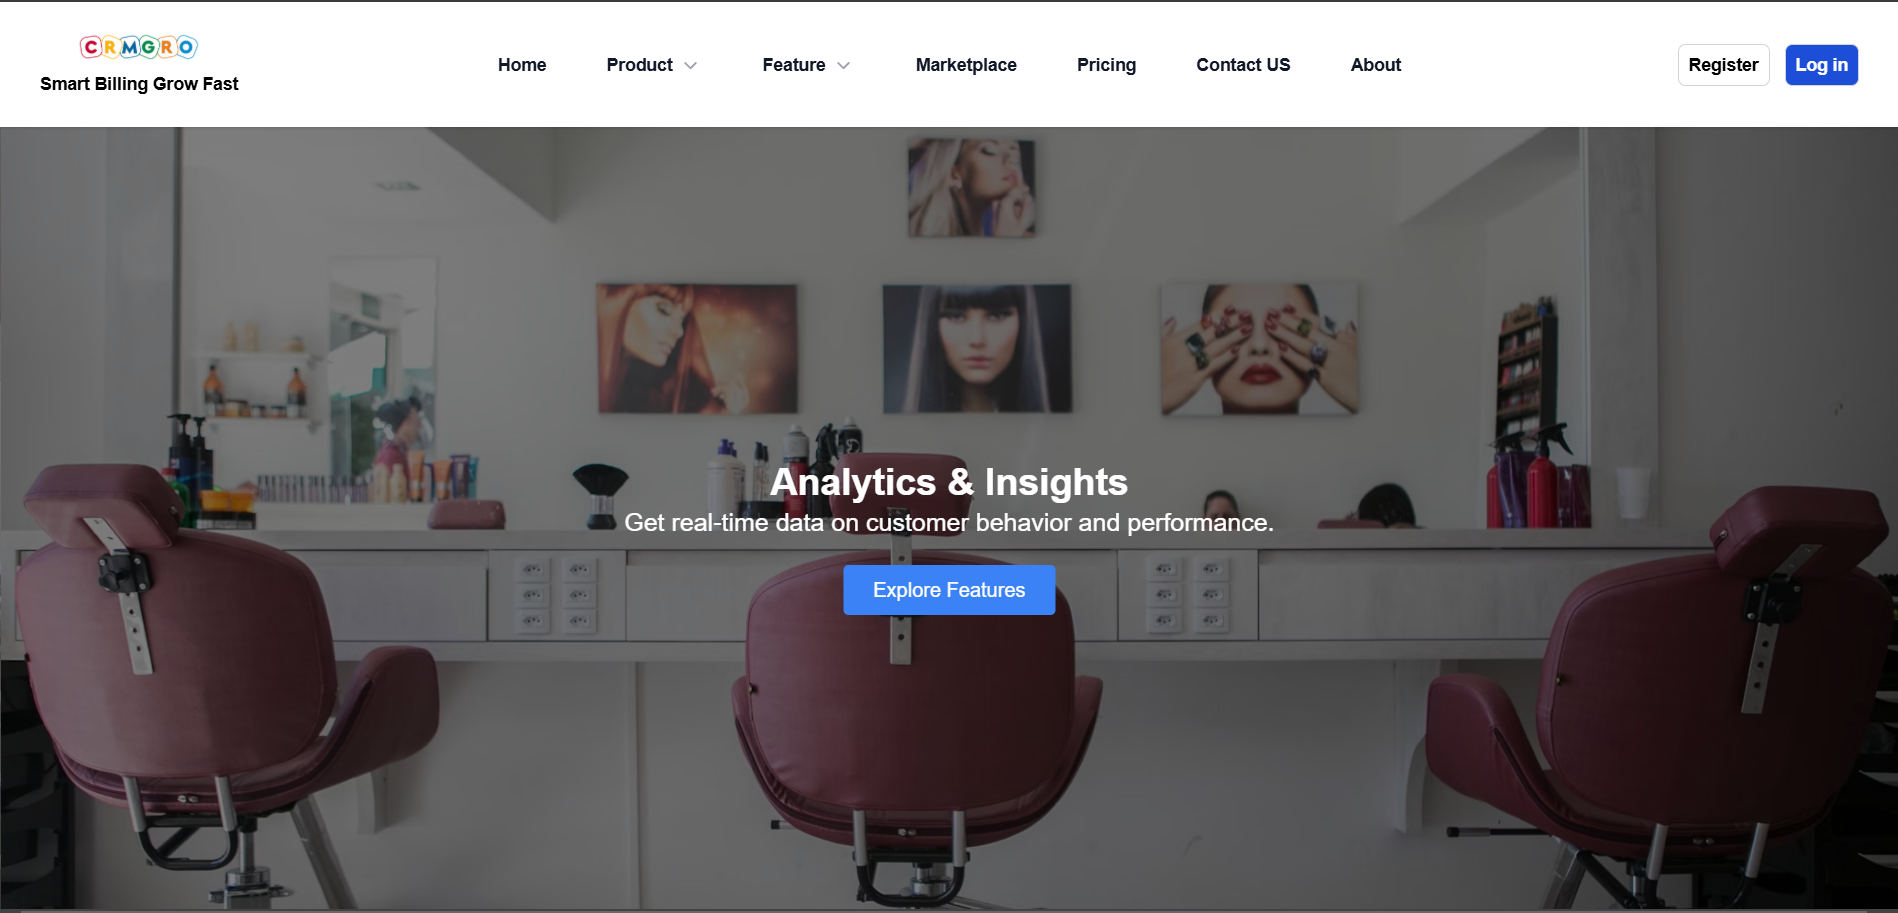 CRMGRO
Smart Billing Grow Fast
Home
Product
Feature
Marketplace
Pricing
Contact US
About
Register
Log in
Analytics & Insights
Get real-time data on customer behavior and performance.
Explore Features